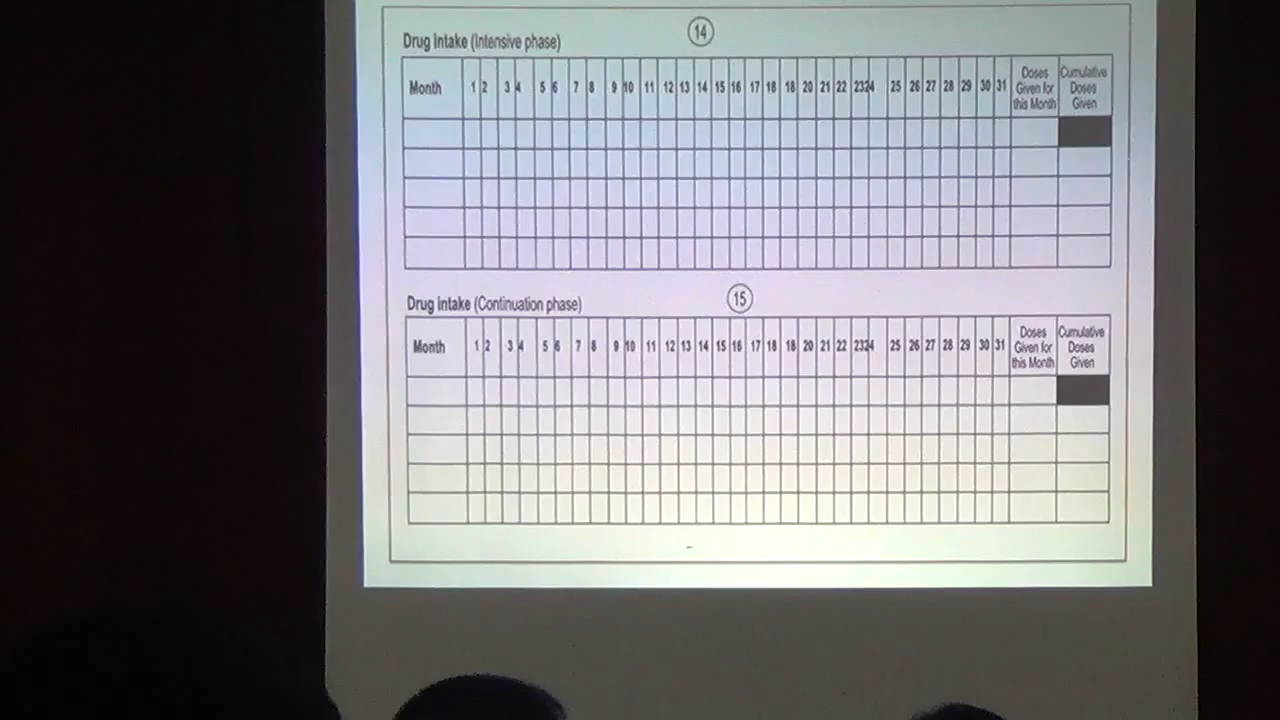 Drug Intake (Intensive phase) 14
Month 1 2 3 4 5 6 7 8 9 10 11 12 13 14 15 16 17 18 18 20 21 22 23 24 25 26 27 28 29 30 31 Doses Given for this Month Cumulative Doses Given
Drug Intake (Continuation phase) 15
Month 1 2 3 4 5 6 7 8 9 10 11 12 13 14 15 16 17 18 18 20 21 22 23 24 25 26 27 28 29 30 31 Doses Given for this Month Cumulative Doses Given